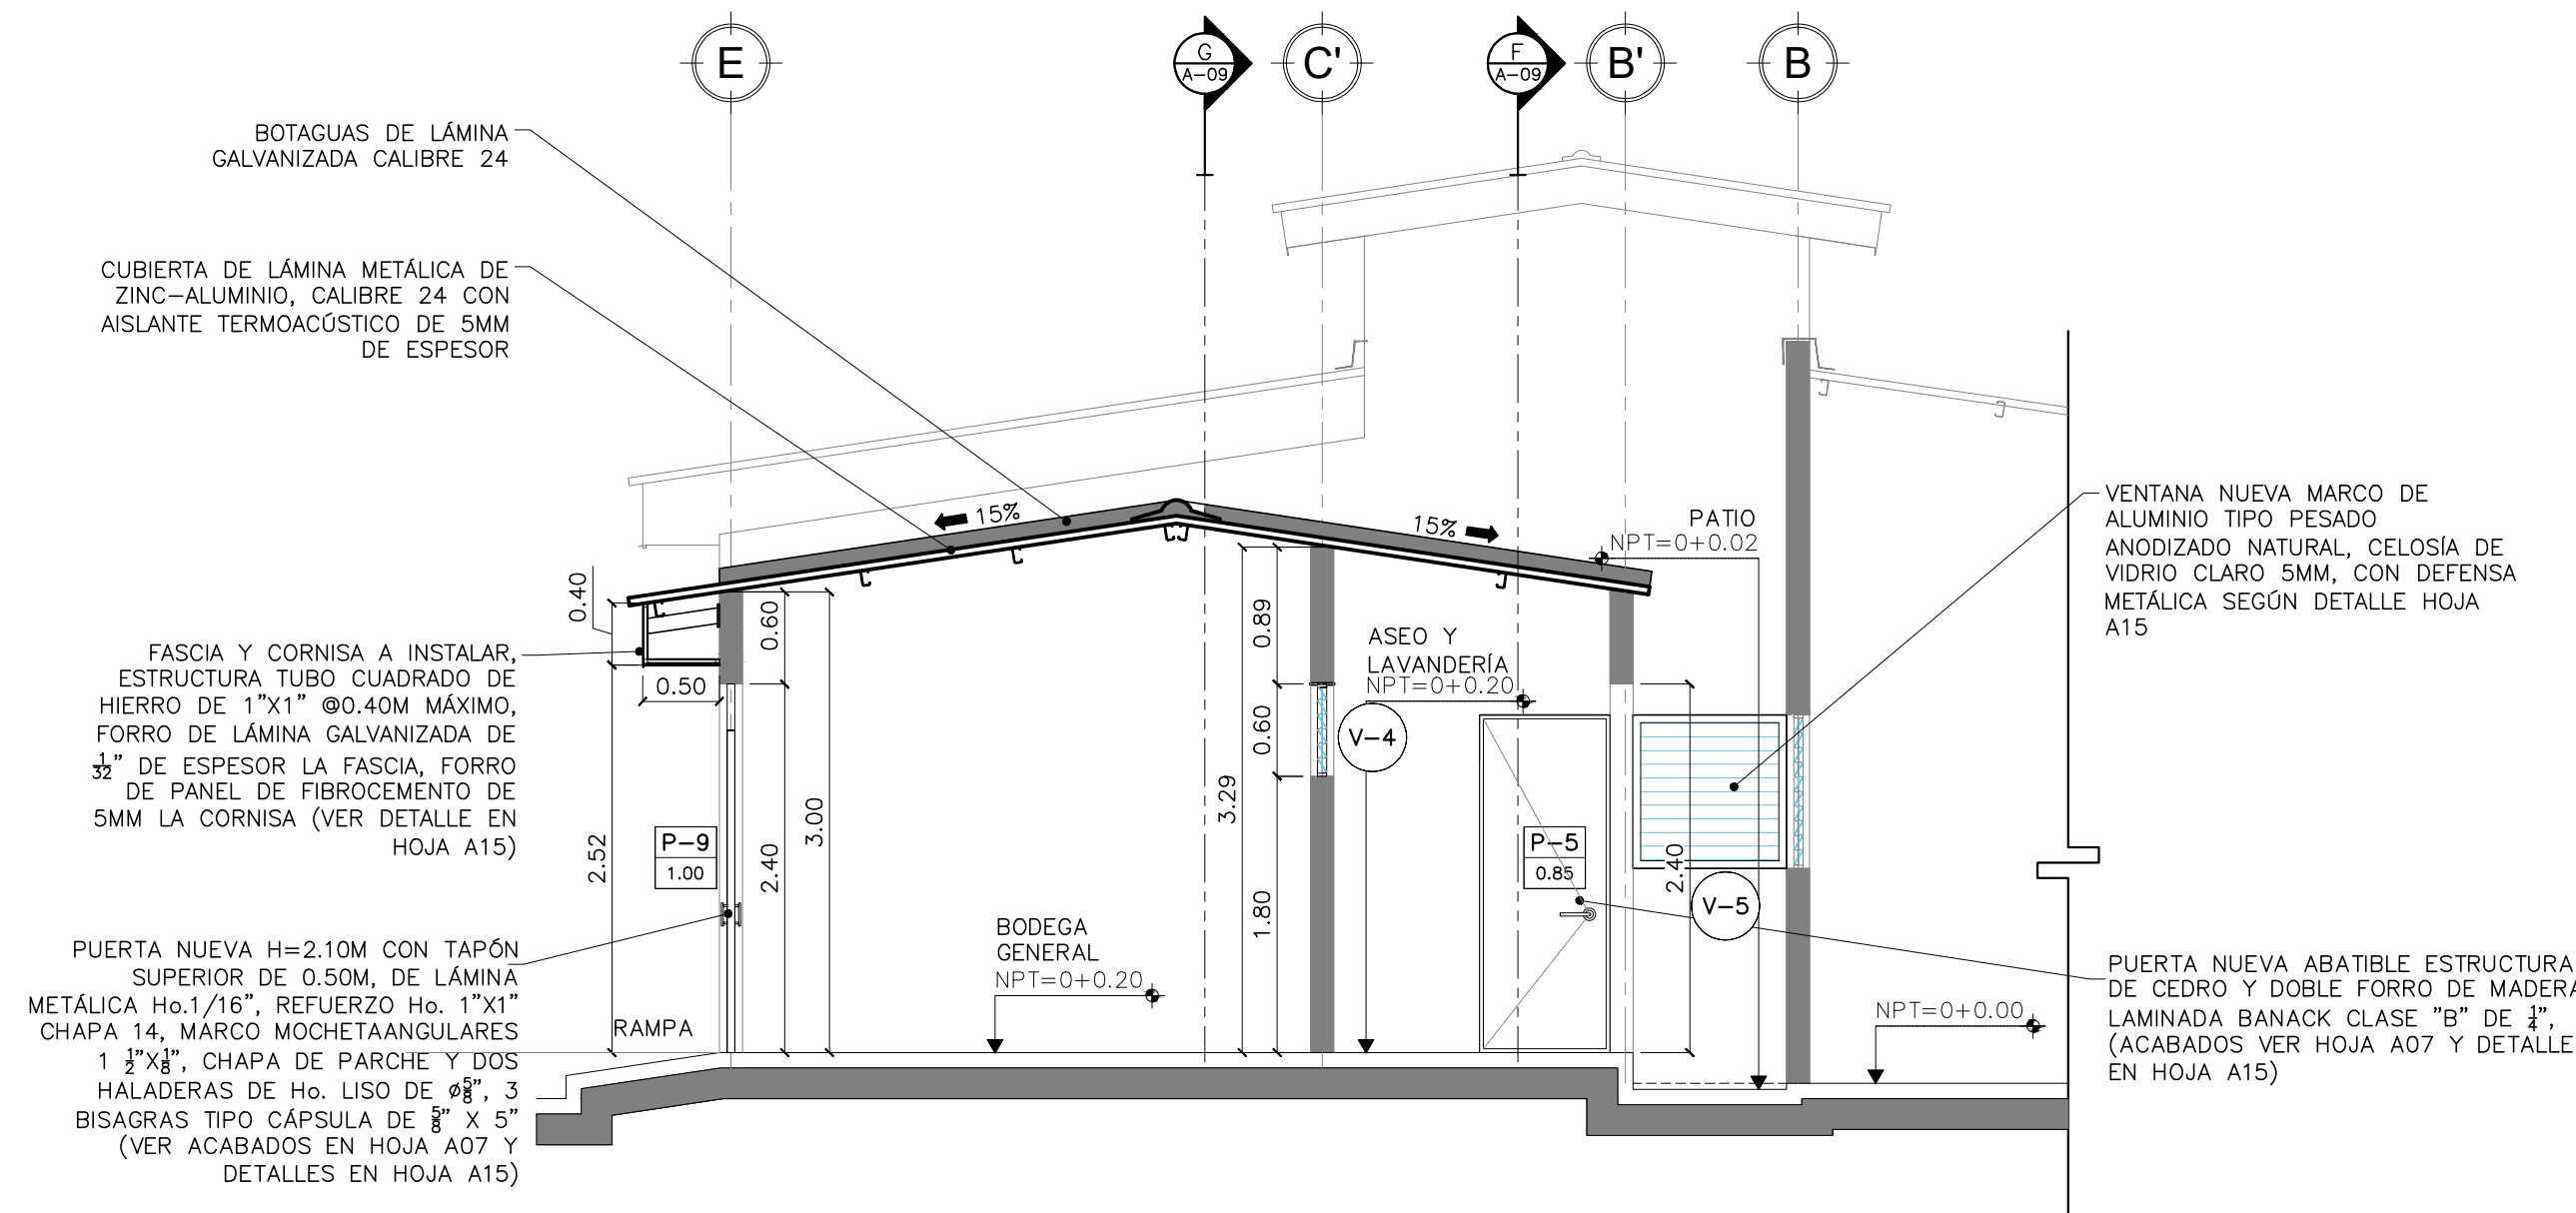 E
G
A-09
C'
F
A-09
B'
B
BOTAGUAS DE LÁMINA
GALVANIZADA CALIBRE 24
CUBIERTA DE LÁMINA METÁLICA DE
ZINC-ALUMINIO, CALIBRE 24 CON
AISLANTE TERMOACÚSTICO DE 5MM
DE ESPESOR
FASCIA Y CORNISA A INSTALAR,
ESTRUCTURA TUBO CUADRADO DE
HIERRO DE 1"X1" @0.40M MÁXIMO,
FORRO DE LÁMINA GALVANIZADA DE
1/32" DE ESPESOR LA FASCIA, FORRO
DE PANEL DE FIBROCEMENTO DE
5MM LA CORNISA (VER DETALLE EN
HOJA A15)
PUERTA NUEVA H=2.10M CON TAPÓN
SUPERIOR DE 0.50M, DE LÁMINA
METÁLICA Ho.1/16", REFUERZO Ho. 1"X1"
CHAPA 14, MARCO MOCHETAANGULARES
1 1/2"X1/8", CHAPA DE PARCHE Y DOS
HALADERAS DE Ho. LISO DE ø5/8", 3
BISAGRAS TIPO CÁPSULA DE 5/8" X 5"
(VER ACABADOS EN HOJA A07 Y
DETALLES EN HOJA A15)
15%
15%
0.40
0.50
2.52
P-9
1.00
0.60
2.40
3.00
RAMPA
BODEGA
GENERAL
NPT=0+0.20
3.29
0.89
0.60
1.80
ASEO Y
LAVANDERÍA
NPT=0+0.20
V-4
P-5
0.85
PATIO
NPT=0+0.02
2.40
V-5
NPT=0+0.00
VENTANA NUEVA MARCO DE
ALUMINIO TIPO PESADO
ANODIZADO NATURAL, CELOSÍA DE
VIDRIO CLARO 5MM, CON DEFENSA
METÁLICA SEGÚN DETALLE HOJA
A15
PUERTA NUEVA ABATIBLE ESTRUCTURA
DE CEDRO Y DOBLE FORRO DE MADERA
LAMINADA BANACK CLASE "B" DE 1/4",
(ACABADOS VER HOJA A07 Y DETALLE
EN HOJA A15)